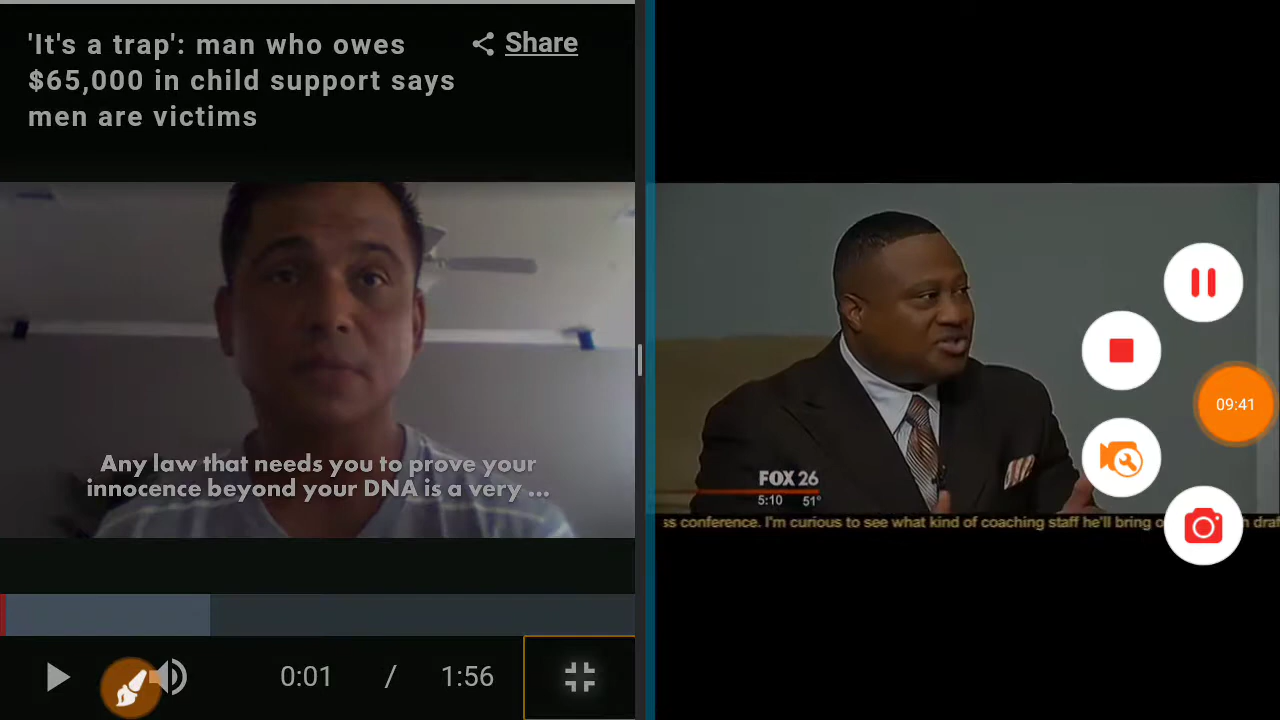 'It's a trap': man who owes
$65,000 in child support says
men are victims
Share
Any law that needs you to prove your
innocence beyond your DNA is a very ...
0:01 / 1:56
FOX 26
5:10 51°
ss conference. I'm curious to see what kind of coaching staff he'll bring
09:41